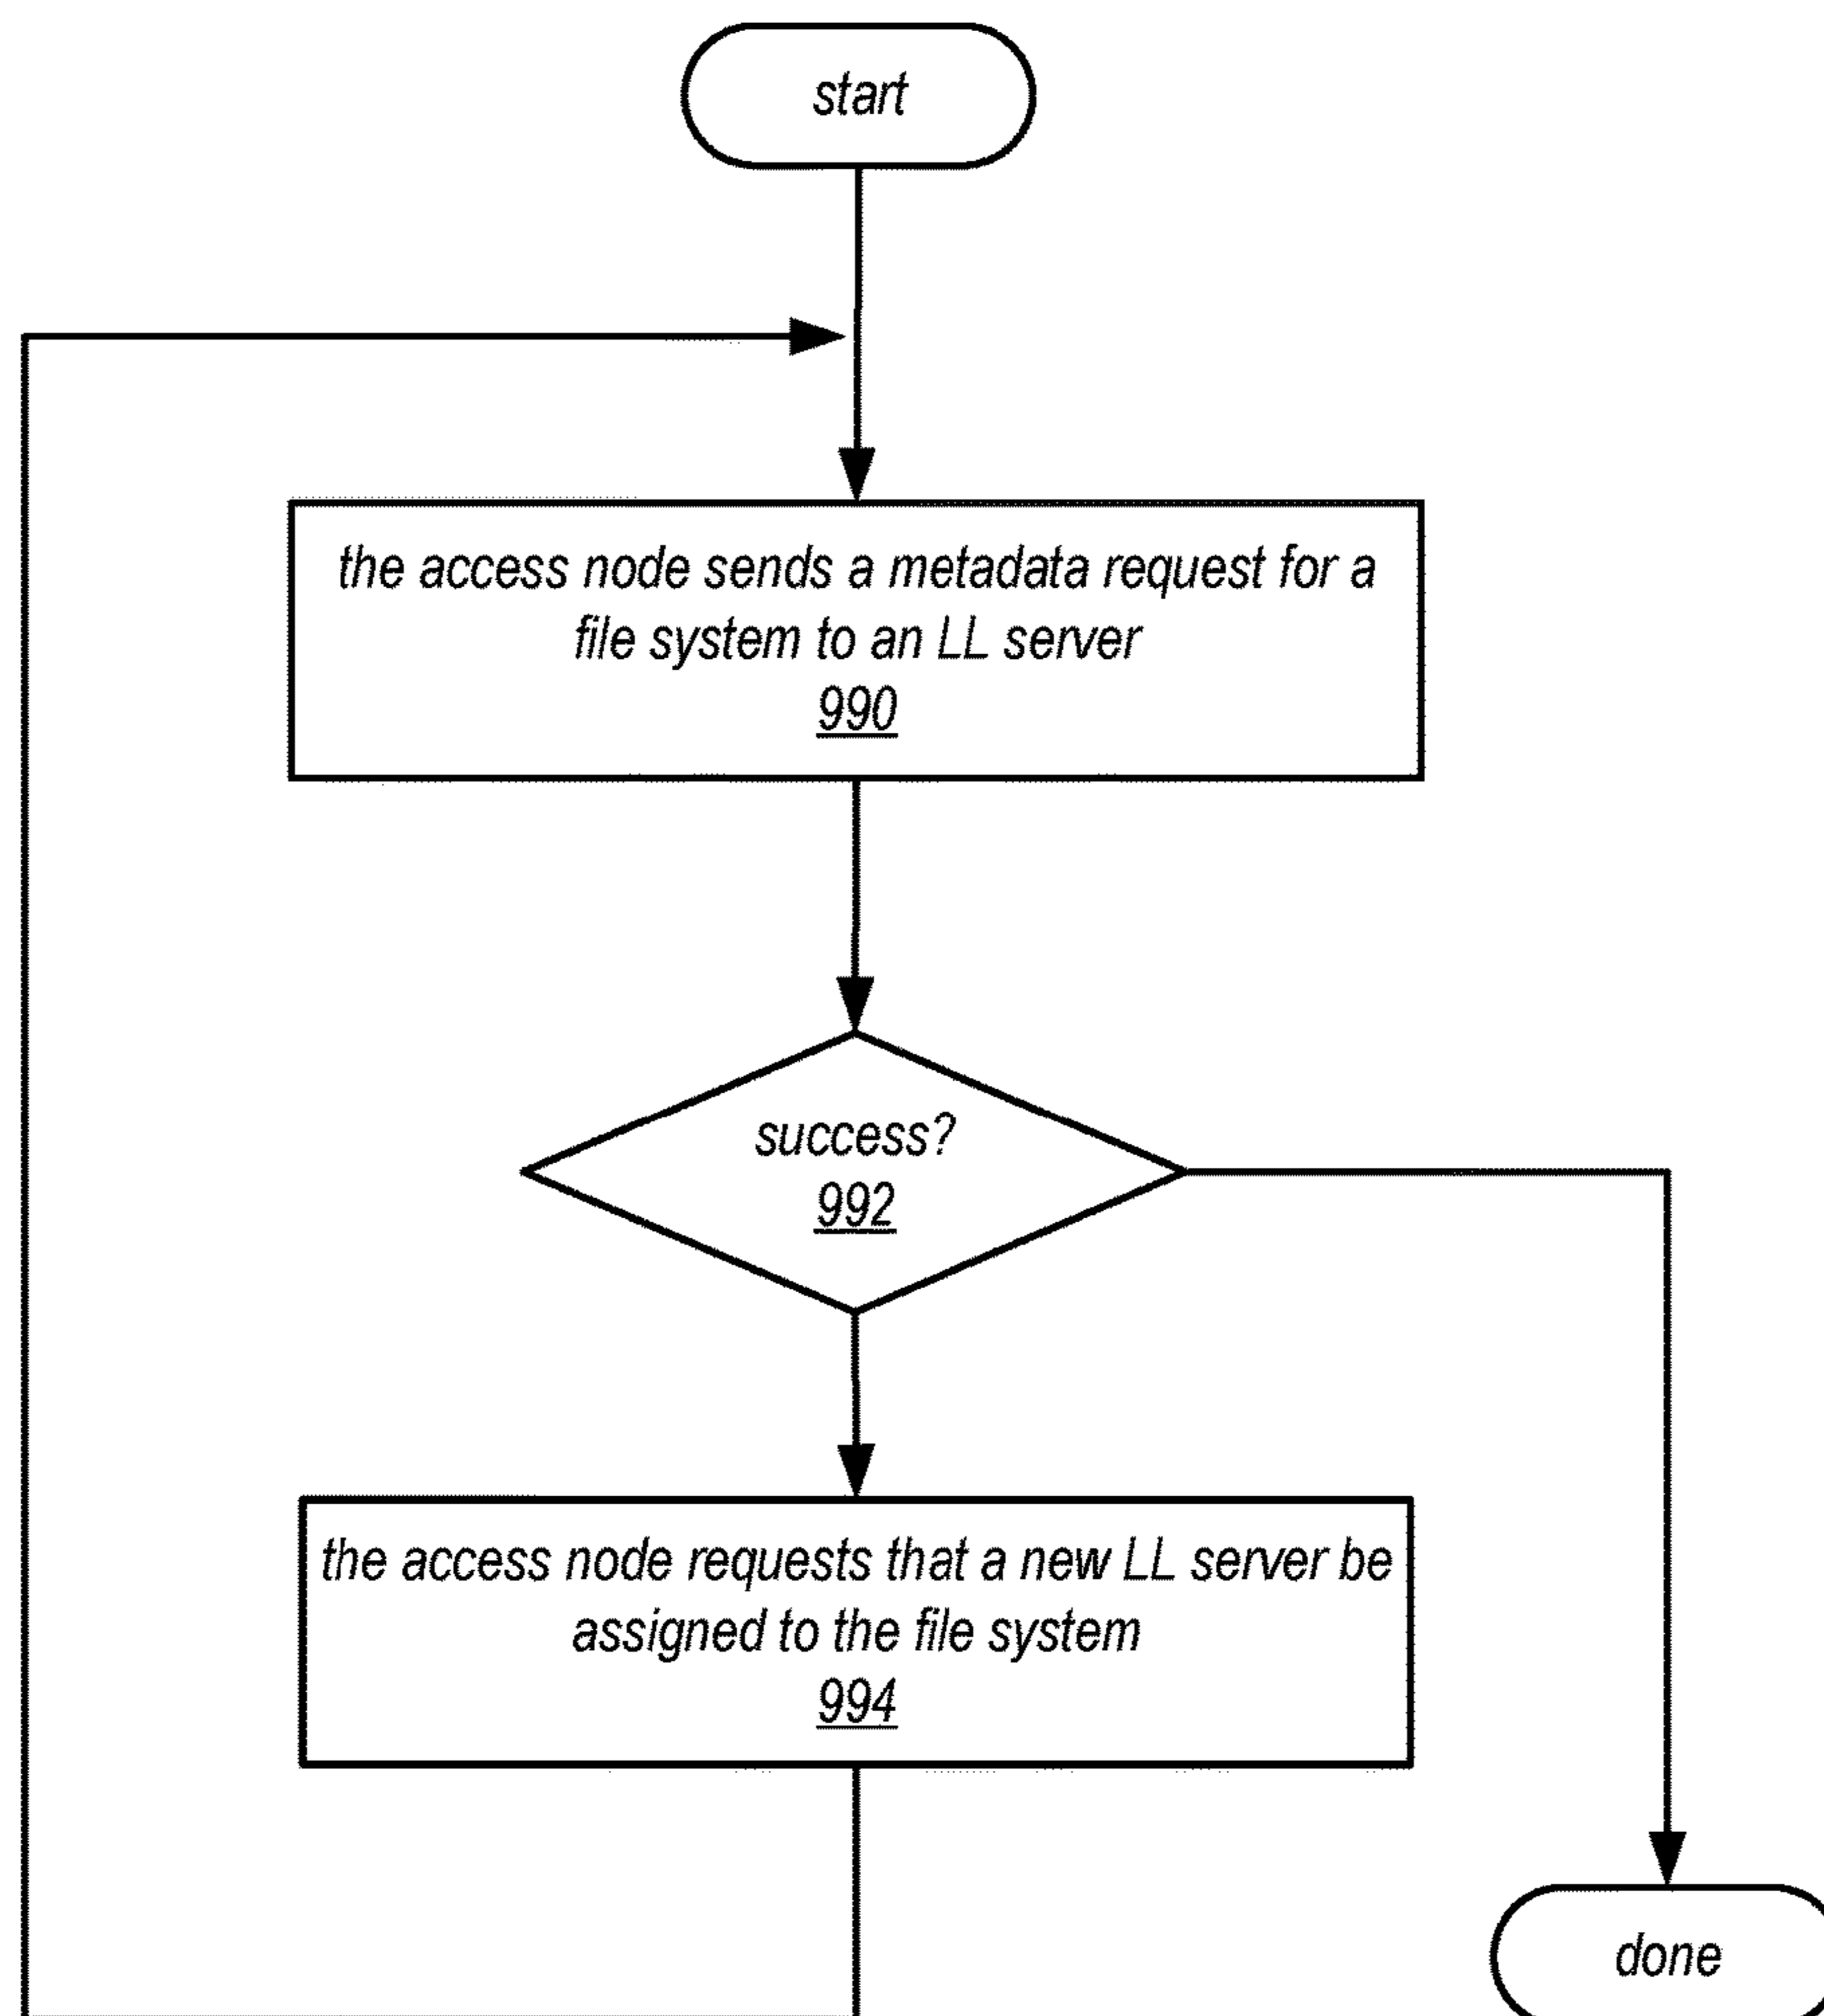 start
the access node sends a metadata request for a
file system to an LL server
990
success?
992
the access node requests that a new LL server be
assigned to the file system
994
done